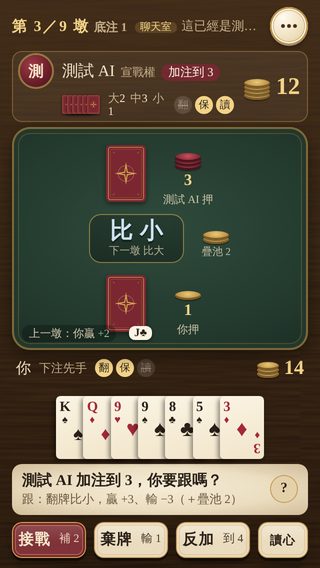 第 3／9 墩 底注 1 聊天室 這已經是測…
測 測試 AI 宣戰權 加注到 3 12
大2 中3 小1 翻 保 讀
3
測試 AI 押
比 小
下一墩 比大
疊池 2
1
你押
上一墩：你贏 +2 J♣
你 下注先手 翻 保 讀 14
K♠ Q♦ 9♥ 9♠ 8♣ 5♠ 3♦ 3
測試 AI 加注到 3，你要跟嗎？
跟：翻牌比小，贏 +3、輸 −3（＋疊池 2） ?
接戰 補 2 棄牌 輸 1 反加 到 4 讀心